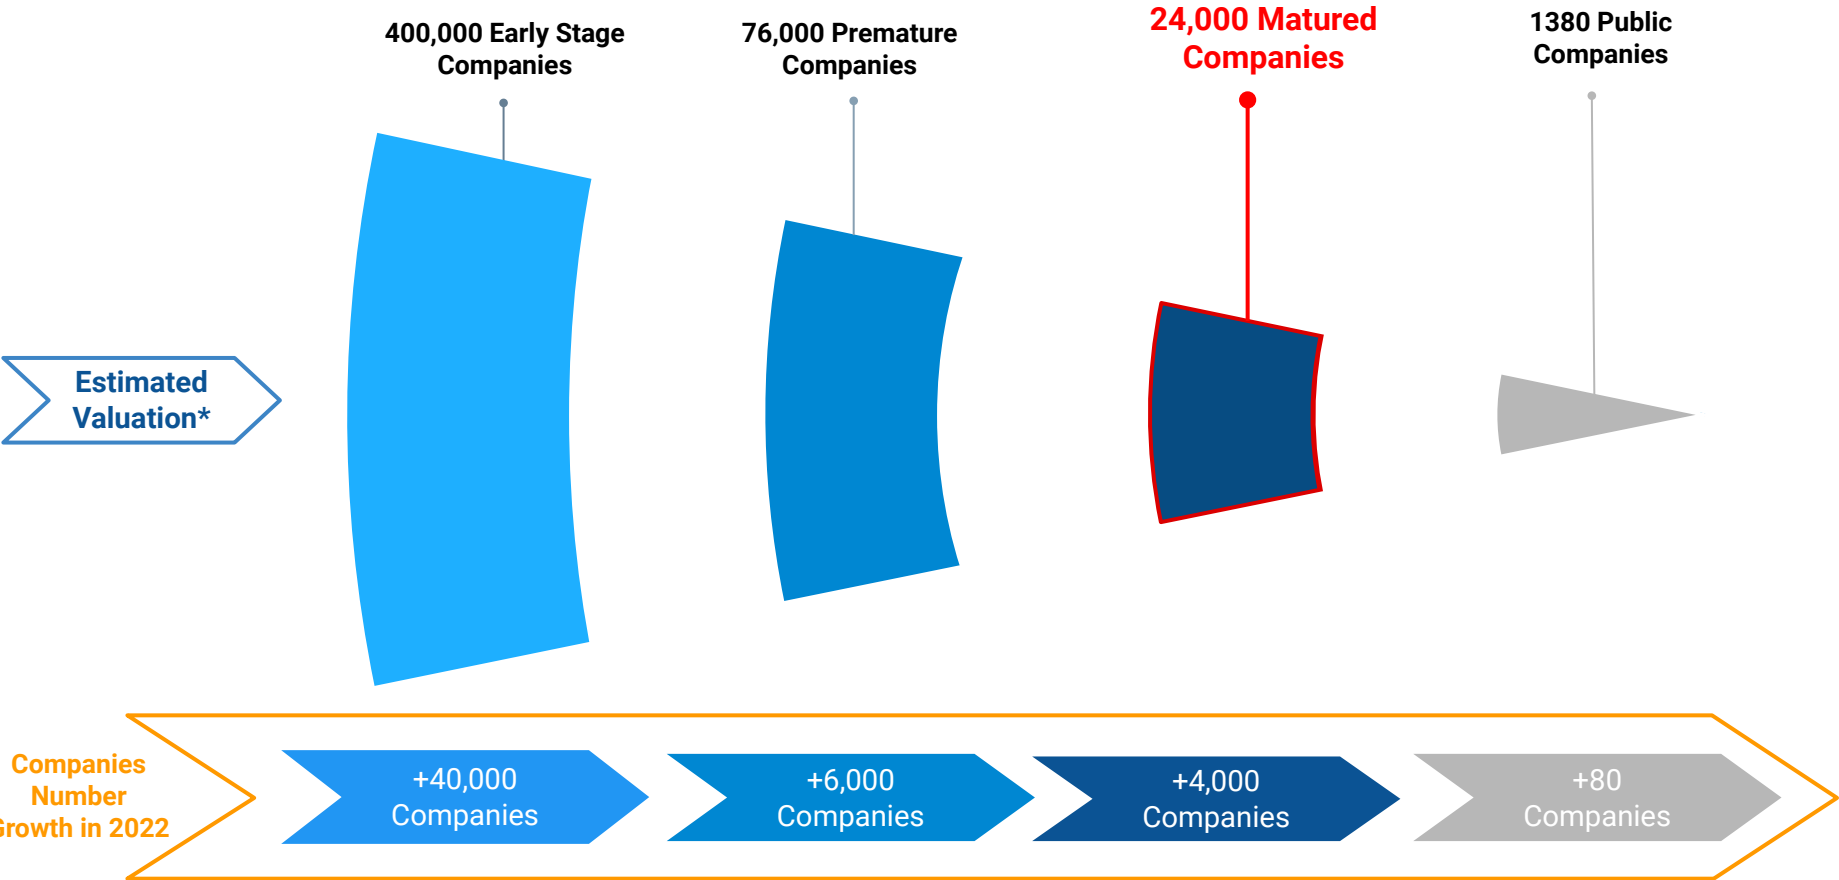 400,000 Early Stage
Companies
76,000 Premature
Companies
24,000 Matured
Companies
1380 Public
Companies
Estimated
Valuation*
Companies
Number
Growth in 2022
+40,000
Companies
+6,000
Companies
+4,000
Companies
+80
Companies